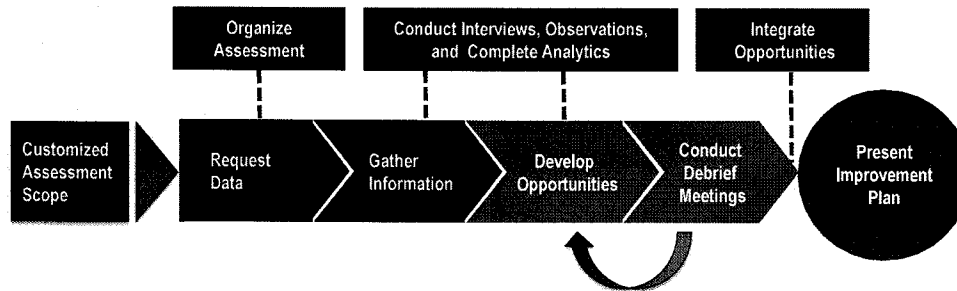 Organize
Assessment
Conduct Interviews, Observations,
and Complete Analytics
Integrate
Opportunities
Customized
Assessment
Scope
Request
Data
Gather
Information
Develop
Opportunities
Conduct
Debrief
Meetings
Present
Improvement
Plan